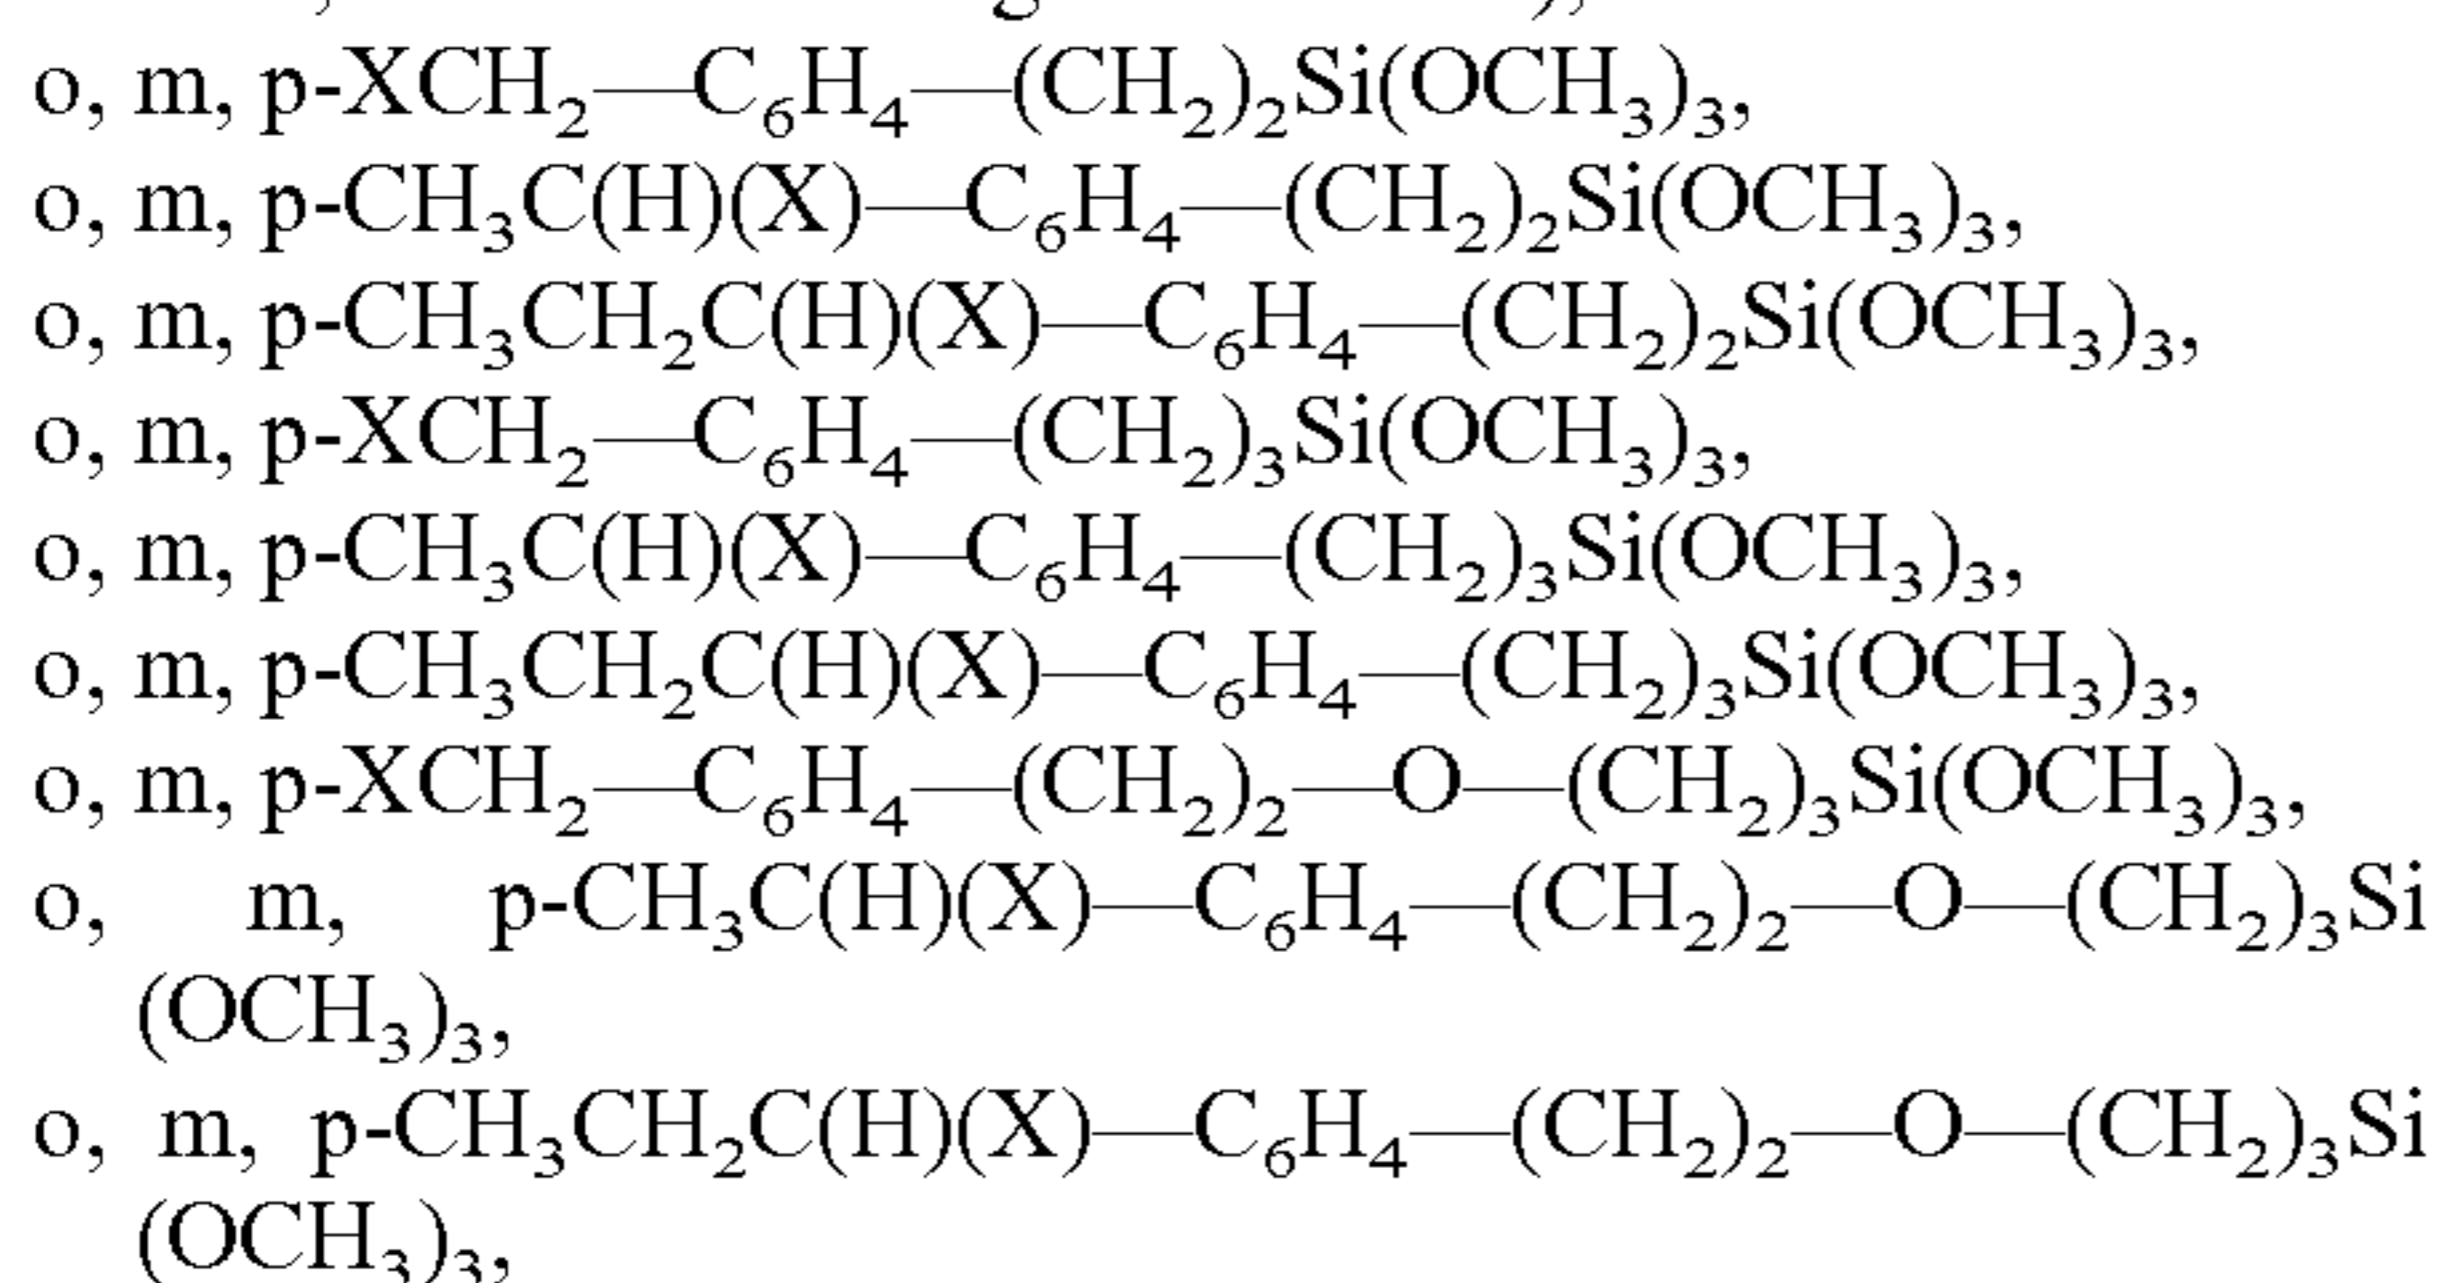 o, m, p-XCH₂—C₆H₄—(CH₂)₂Si(OCH₃)₃,
o, m, p-CH₃C(H)(X)—C₆H₄—(CH₂)₂Si(OCH₃)₃,
o, m, p-CH₃CH₂C(H)(X)—C₆H₄—(CH₂)₂Si(OCH₃)₃,
o, m, p-XCH₂—C₆H₄—(CH₂)₃Si(OCH₃)₃,
o, m, p-CH₃C(H)(X)—C₆H₄—(CH₂)₃Si(OCH₃)₃,
o, m, p-CH₃CH₂C(H)(X)—C₆H₄—(CH₂)₃Si(OCH₃)₃,
o, m, p-XCH₂—C₆H₄—(CH₂)₂—O—(CH₂)₃Si(OCH₃)₃,
o, m, p-CH₃C(H)(X)—C₆H₄—(CH₂)₂—O—(CH₂)₃Si
(OCH₃)₃,
o, m, p-CH₃CH₂C(H)(X)—C₆H₄—(CH₂)₂—O—(CH₂)₃Si
(OCH₃)₃,